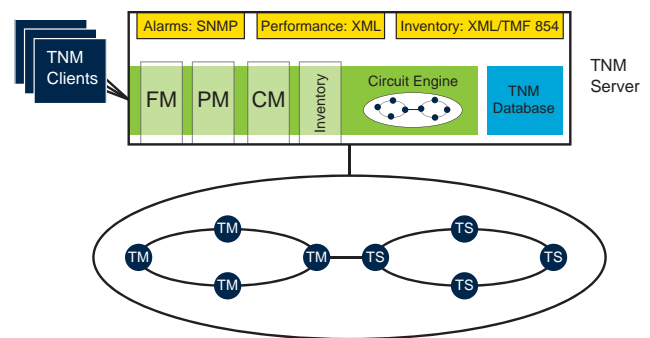 Alarms: SNMP
Performance: XML
Inventory: XML/TMF 854
TNM
Clients
FM
PM
CM
Inventory
Circuit Engine
TNM
Database
TNM
Server
TM
TM
TM
TM
TS
TS
TS
TS